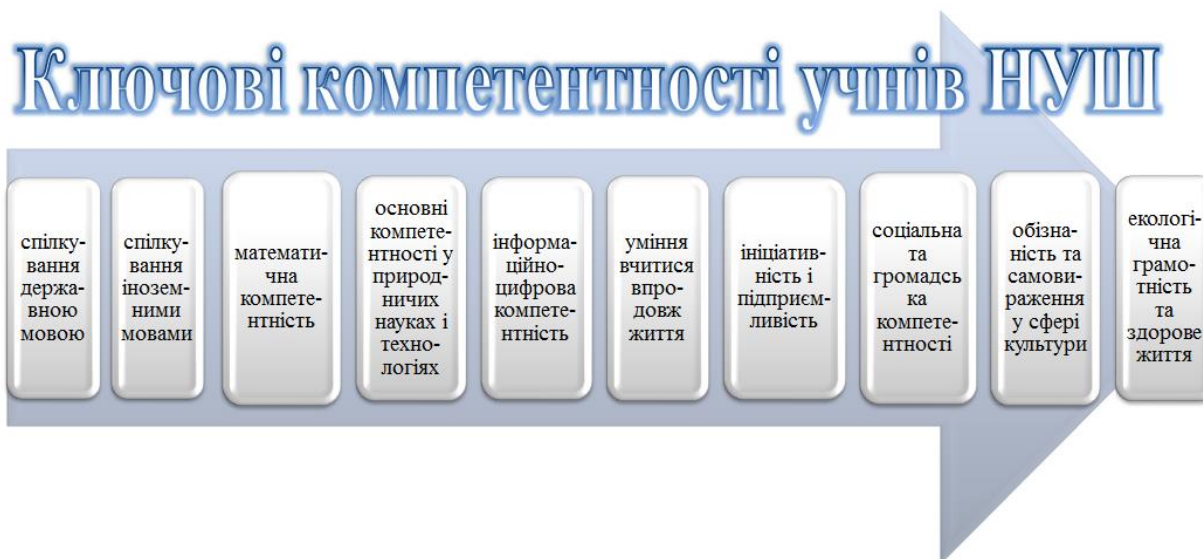 Ключові компетентності учнів НУШ
спілку-
вання
держа-
вною
мовою
спілку-
вання
інозем-
ними
мовами
математи-
чна
компете-
нтність
основні
компете-
нтності у
природ-
ничих
науках і
техно-
логіях
інформа-
ційно-
цифрова
компете-
нтність
уміння
вчитися
впро-
довж
життя
ініціатив-
ність і
підприєм-
ливість
соціальна
та
громадсь
ка
компете-
нтності
обізна-
ність та
самови-
раження
у сфері
культури
екологі-
чна
грамо-
тність
та
здорове
життя